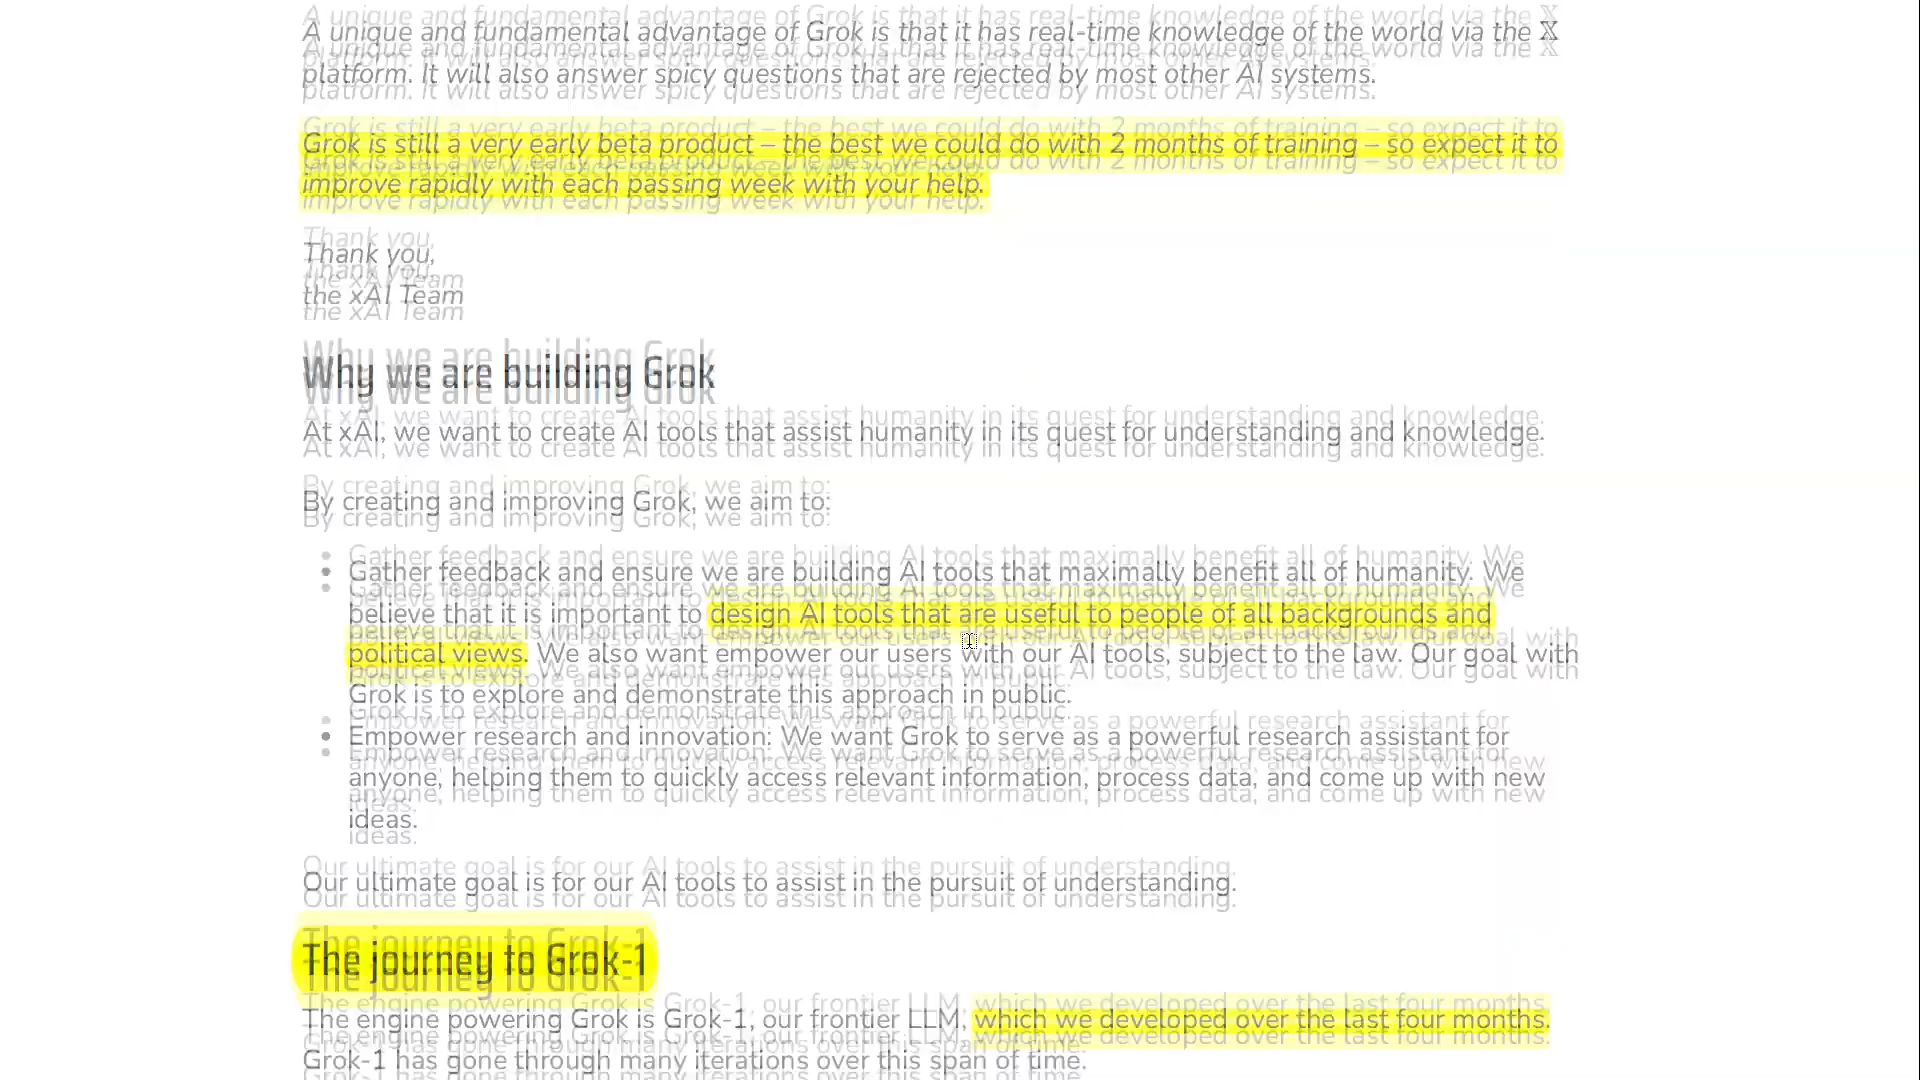 A unique and fundamental advantage of Grok is that it has real-time knowledge of the world via the 𝕏
platform. It will also answer spicy questions that are rejected by most other AI systems.
Grok is still a very early beta product – the best we could do with 2 months of training – so expect it to
improve rapidly with each passing week with your help.
Thank you,
the xAI Team
Why we are building Grok
At xAI, we want to create AI tools that assist humanity in its quest for understanding and knowledge.
By creating and improving Grok, we aim to:
• Gather feedback and ensure we are building AI tools that maximally benefit all of humanity. We
believe that it is important to design AI tools that are useful to people of all backgrounds and
political views. We also want empower our users with our AI tools, subject to the law. Our goal with
Grok is to explore and demonstrate this approach in public.
• Empower research and innovation: We want Grok to serve as a powerful research assistant for
anyone, helping them to quickly access relevant information, process data, and come up with new
ideas.
Our ultimate goal is for our AI tools to assist in the pursuit of understanding.
The journey to Grok-1
The engine powering Grok is Grok-1, our frontier LLM, which we developed over the last four months.
Grok-1 has gone through many iterations over this span of time.